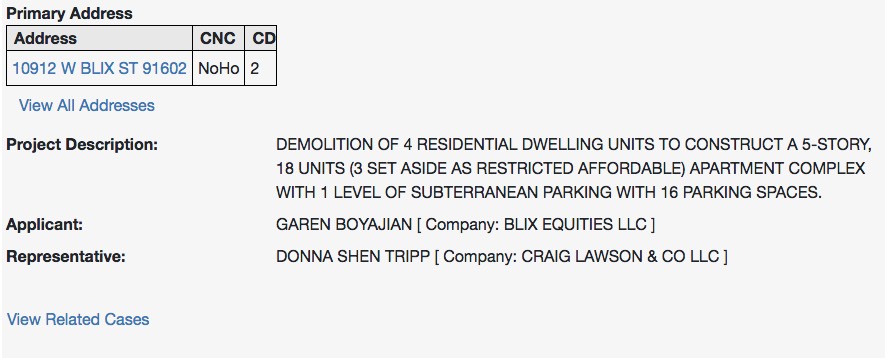 Primary Address
Address CNC CD
10912 W BLIX ST 91602 NoHo 2
View All Addresses
Project Description: DEMOLITION OF 4 RESIDENTIAL DWELLING UNITS TO CONSTRUCT A 5-STORY,
18 UNITS (3 SET ASIDE AS RESTRICTED AFFORDABLE) APARTMENT COMPLEX
WITH 1 LEVEL OF SUBTERRANEAN PARKING WITH 16 PARKING SPACES.
Applicant: GAREN BOYAJIAN [ Company: BLIX EQUITIES LLC ]
Representative: DONNA SHEN TRIPP [ Company: CRAIG LAWSON & CO LLC ]
View Related Cases